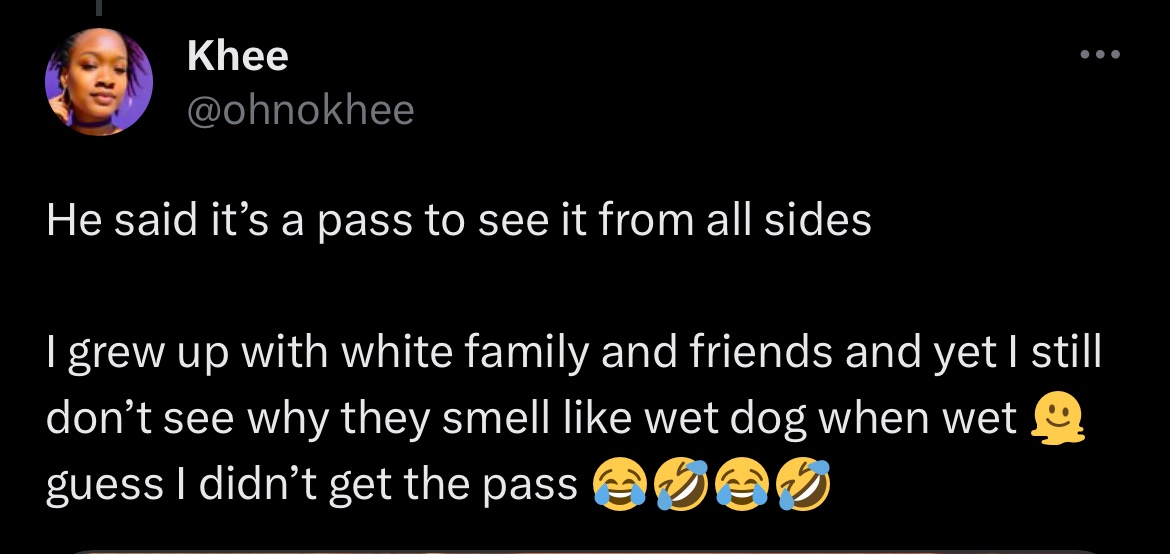 Khee
@ohnokhee
He said it’s a pass to see it from all sides
I grew up with white family and friends and yet I still
don’t see why they smell like wet dog when wet 🫠
guess I didn’t get the pass 😂🤣😂🤣